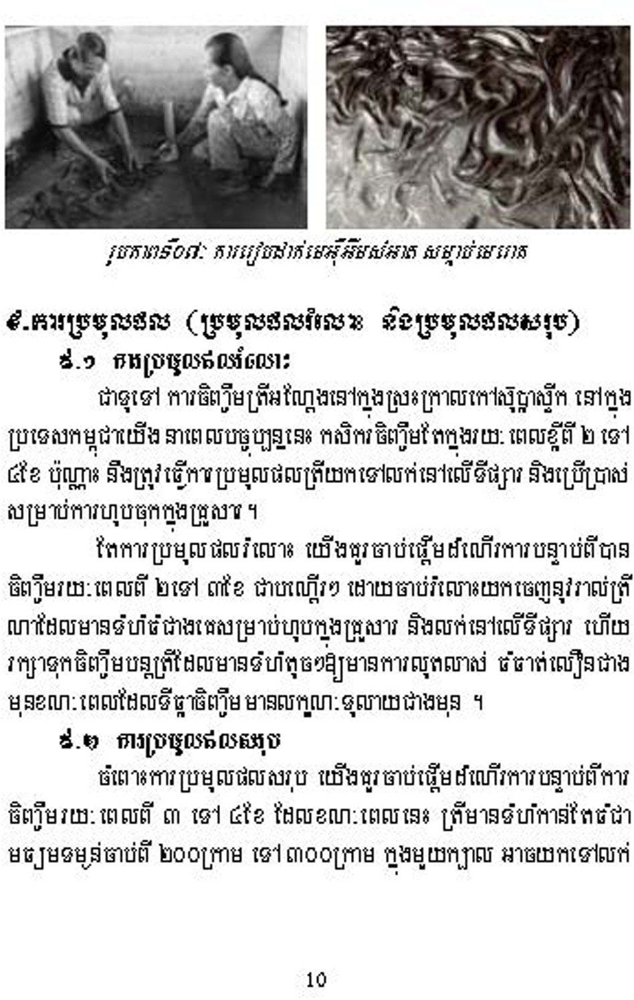 រូបភាពទី០៧: ការរៀបដាក់មេអ៊ីអឹមស៍អាត សម្លាប់មេរោគ
៩.ការប្រមូលផល (ប្រមូលផលរំលោះ និងប្រមូលផលសរុប)
៩.១ ការប្រមូលផលរំលោះ
ជាទុទៅ ការចិញ្ចឹមត្រីអណ្តែងនៅក្នុងស្រះក្រាលកៅស៊ូប្លាស្ទីក នៅក្នុង
ប្រទេសកម្ពុជាយើង នាពេលបច្ចុប្បន្ននេះ កសិករចិញ្ចឹមតែក្នុងរយៈពេលខ្លីពី ២ ទៅ
៤ខែ ប៉ុណ្ណោះ នឹងត្រូវធ្វើការប្រមូលផលត្រីយកទៅលក់នៅលើទីផ្សារ និងប្រើប្រាស់
សម្រាប់ការហូបចុកក្នុងគ្រួសារ ។
តែការប្រមូលផលរំលោះ យើងគួរចាប់ផ្តើមដំណើរការបន្ទាប់ពីបាន
ចិញ្ចឹមរយៈពេលពី ២ទៅ ៣ខែ ជាបណ្តើរៗ ដោយចាប់រំលោះយកចេញនូវរាល់ត្រី
ណាដែលមានទំហំធំជាងគេសម្រាប់ហូបក្នុងគ្រួសារ និងលក់នៅលើទីផ្សារ ហើយ
រក្សាទុកចិញ្ចឹមបន្តត្រីដែលមានទំហំតូចៗឱ្យមានការលូតលាស់ ធំធាត់លឿនជាង
មុនខណៈពេលដែលទីធ្លាចិញ្ចឹម មានលក្ខណៈទូលាយជាងមុន ។
៩.២ ការប្រមូលផលសរុប
ចំពោះការប្រមូលផលសរុប យើងគួរចាប់ផ្តើមដំណើរការបន្ទាប់ពីការ
ចិញ្ចឹមរយៈពេលពី ៣ ទៅ ៤ខែ ដែលខណៈពេលនេះ ត្រីមានទំហំកាន់តែធំជា
មធ្យមទម្ងន់ចាប់ពី ២០០ក្រាម ទៅ ៣០០ក្រាម ក្នុងមួយក្បាល អាចយកទៅលក់
10